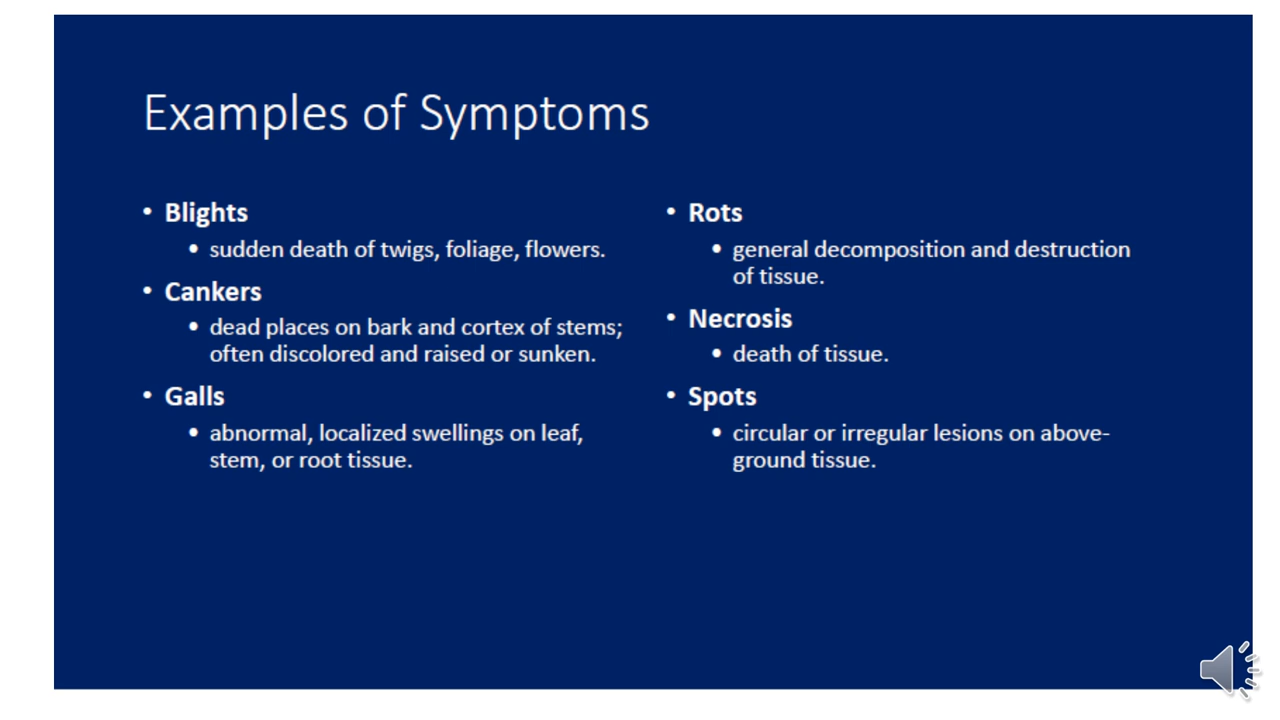 Examples of Symptoms
• Blights
• sudden death of twigs, foliage, flowers.
• Cankers
• dead places on bark and cortex of stems;
often discolored and raised or sunken.
• Galls
• abnormal, localized swellings on leaf,
stem, or root tissue.
• Rots
• general decomposition and destruction
of tissue.
• Necrosis
• death of tissue.
• Spots
• circular or irregular lesions on above-
ground tissue.